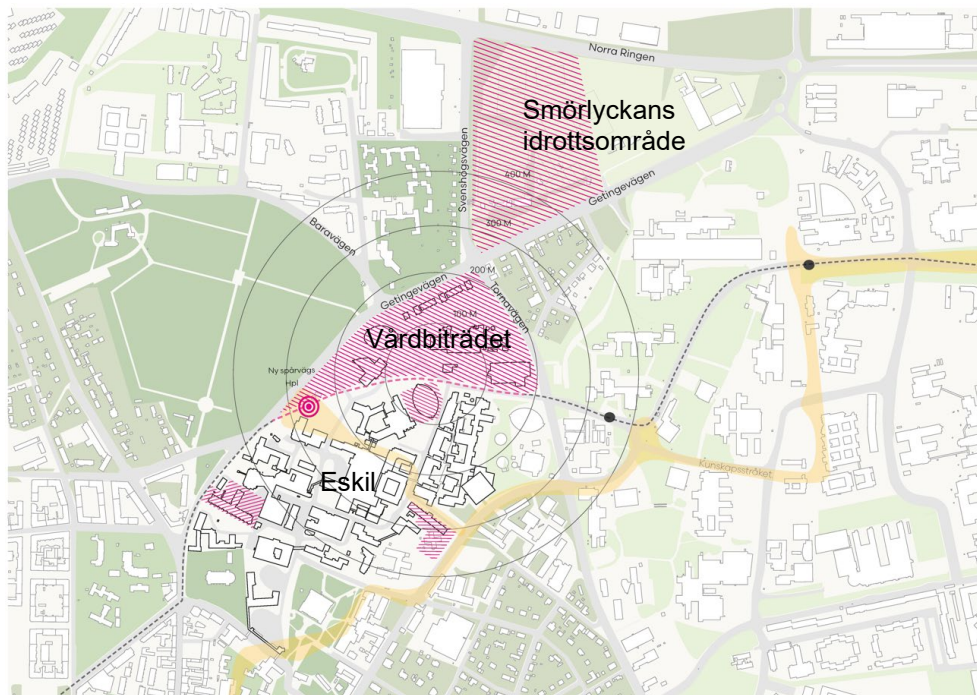 Norra Ringen
Smörlyckans
idrottsområde
Svenshögsvägen
400 M
Getingevägen
300 M
Baravägen
200 M
Getingevägen
Tornavägen
100 M
Vårdbiträdet
Ny spårvägs
Hpl
Kunskapsstråket
Eskil